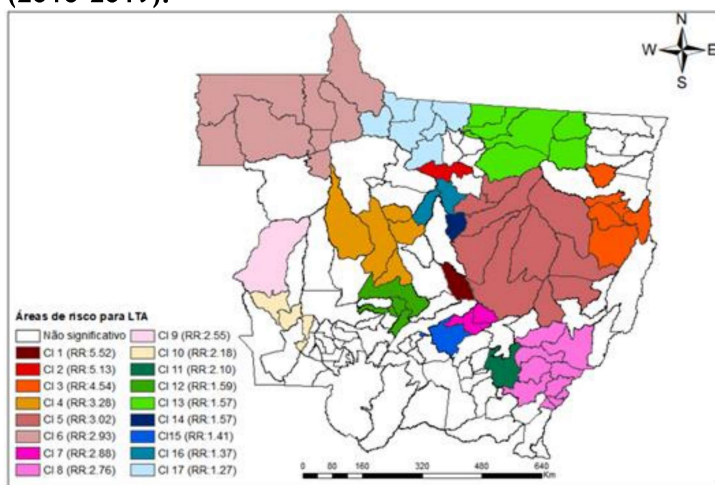 (2016-2019).
N
W E
S
Áreas de risco para LTA
Não significativo
Cl 1 (RR:5.52)
Cl 2 (RR:5.13)
Cl 3 (RR:4.54)
Cl 4 (RR:3.28)
Cl 5 (RR:3.02)
Cl 6 (RR:2.93)
Cl 7 (RR:2.88)
Cl 8 (RR:2.76)
Cl 9 (RR:2.55)
Cl 10 (RR:2.18)
Cl 11 (RR:2.10)
Cl 12 (RR:1.59)
Cl 13 (RR:1.57)
Cl 14 (RR:1.57)
Cl15 (RR:1.41)
Cl 16 (RR:1.37)
Cl 17 (RR:1.27)
0 80 160 320 480 640
Km